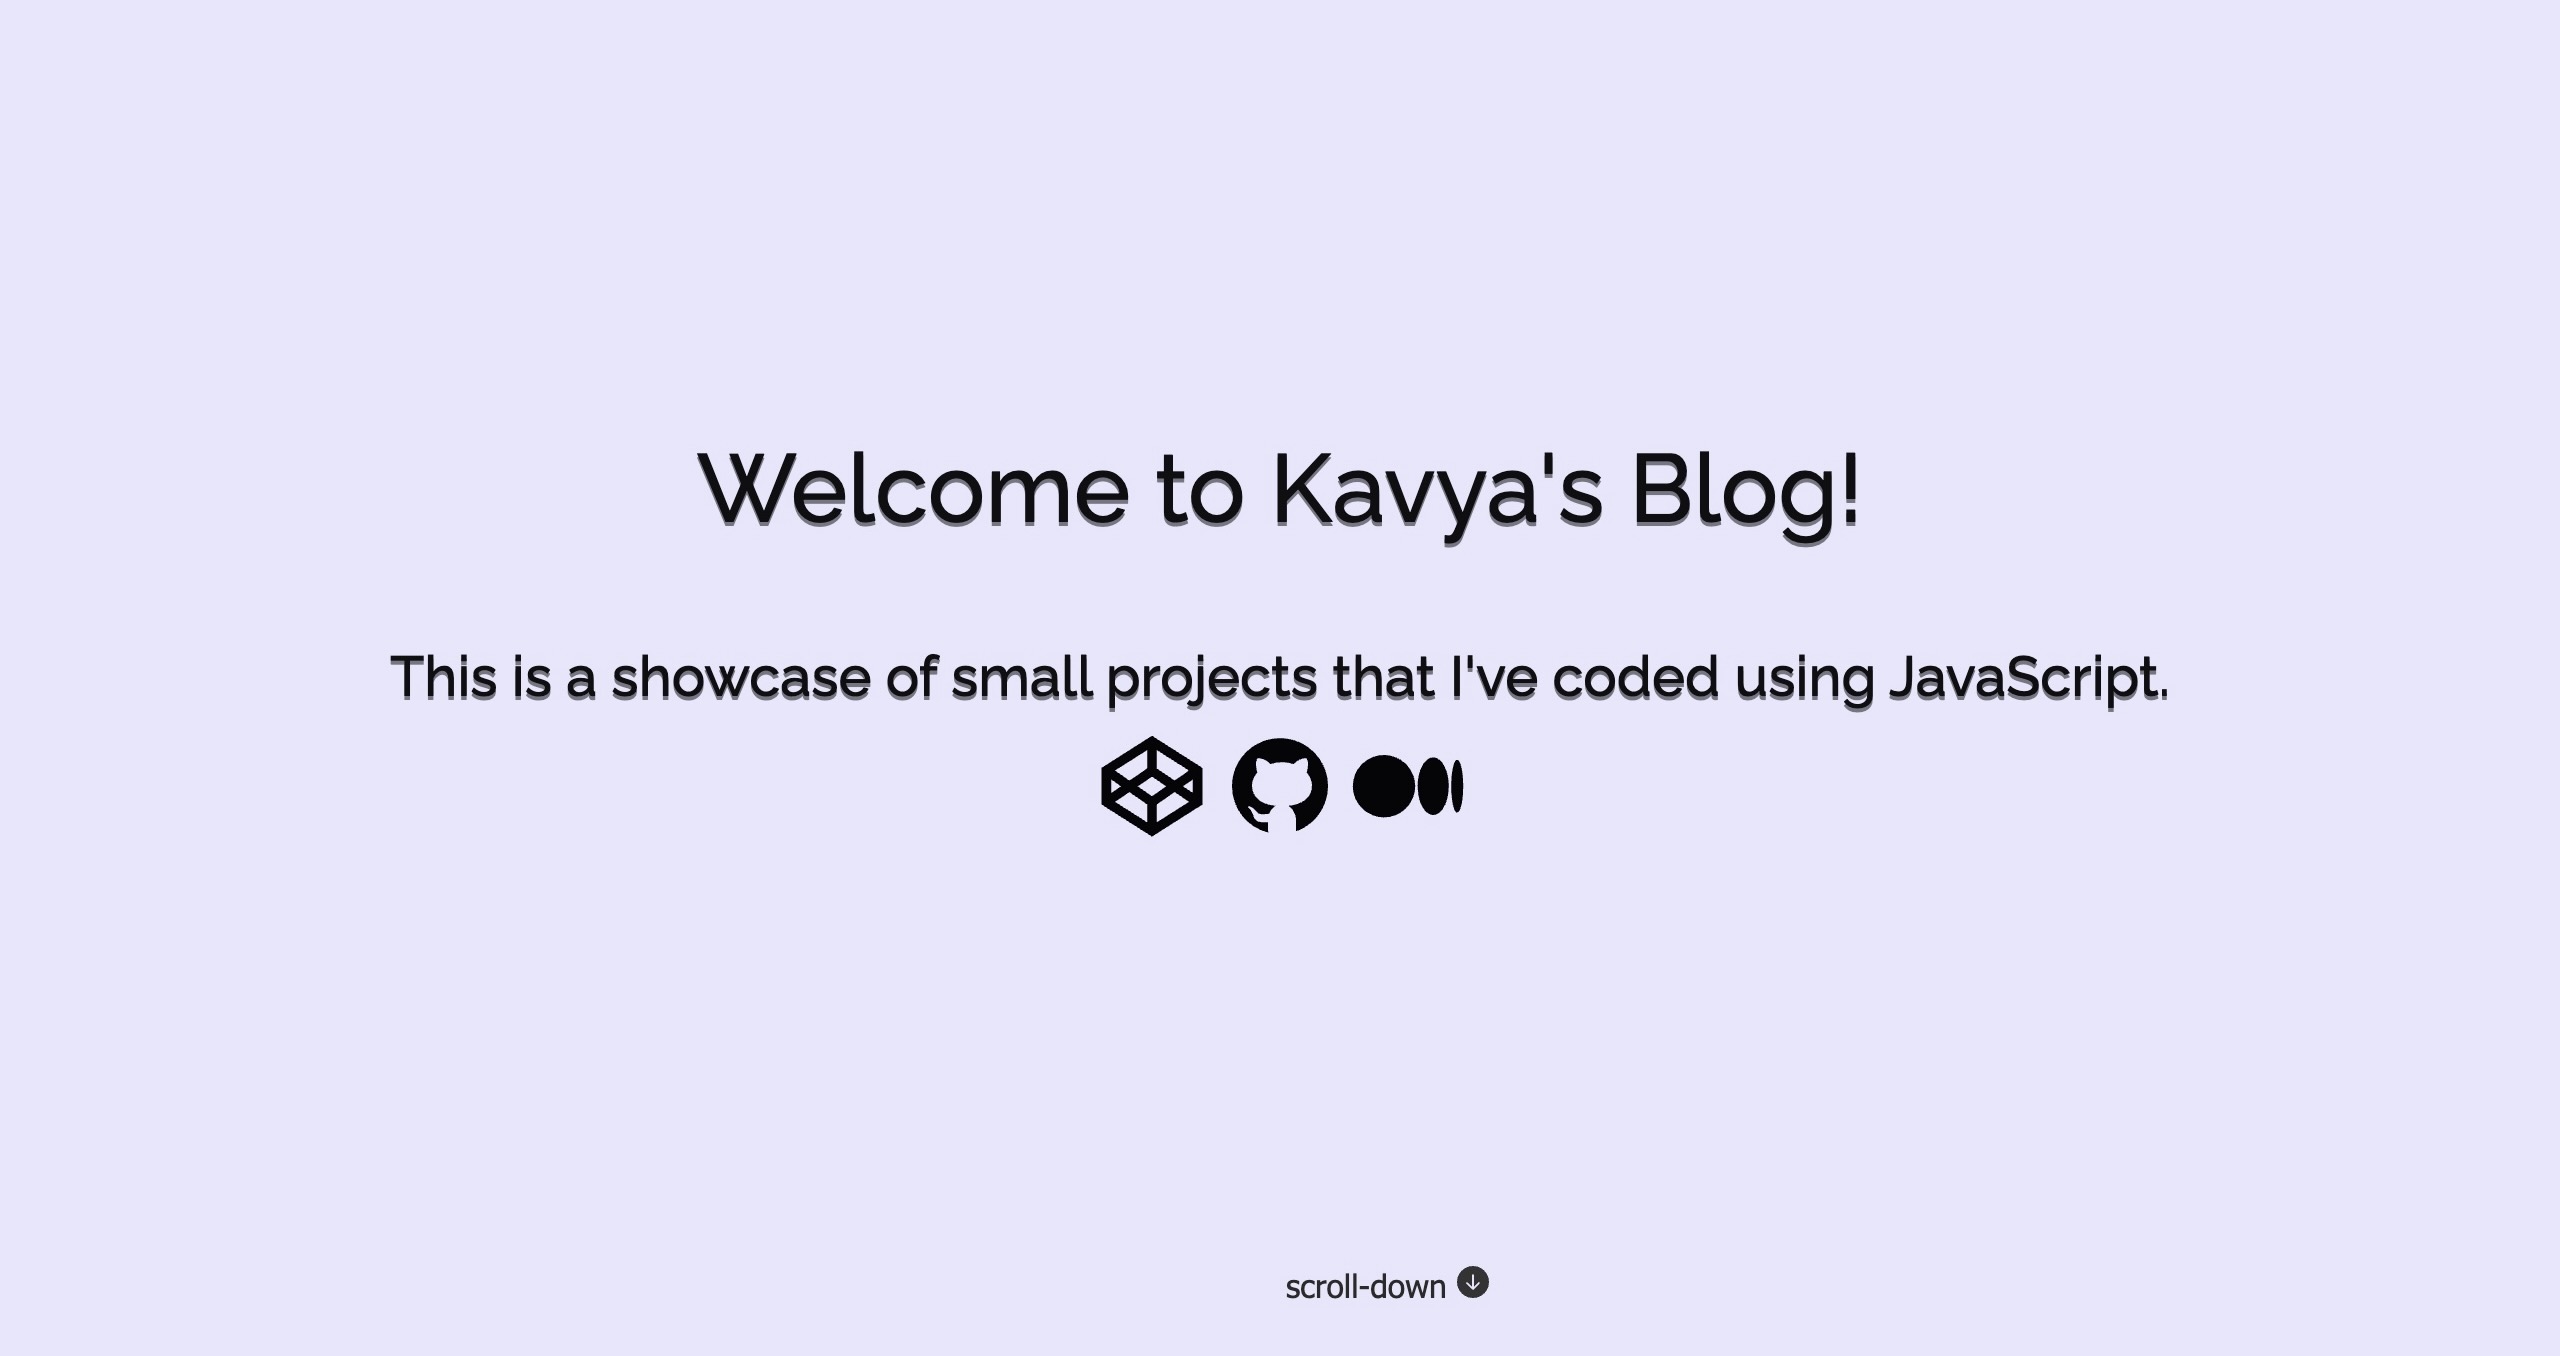 Welcome to Kavya's Blog!
This is a showcase of small projects that I've coded using JavaScript.
scroll-down